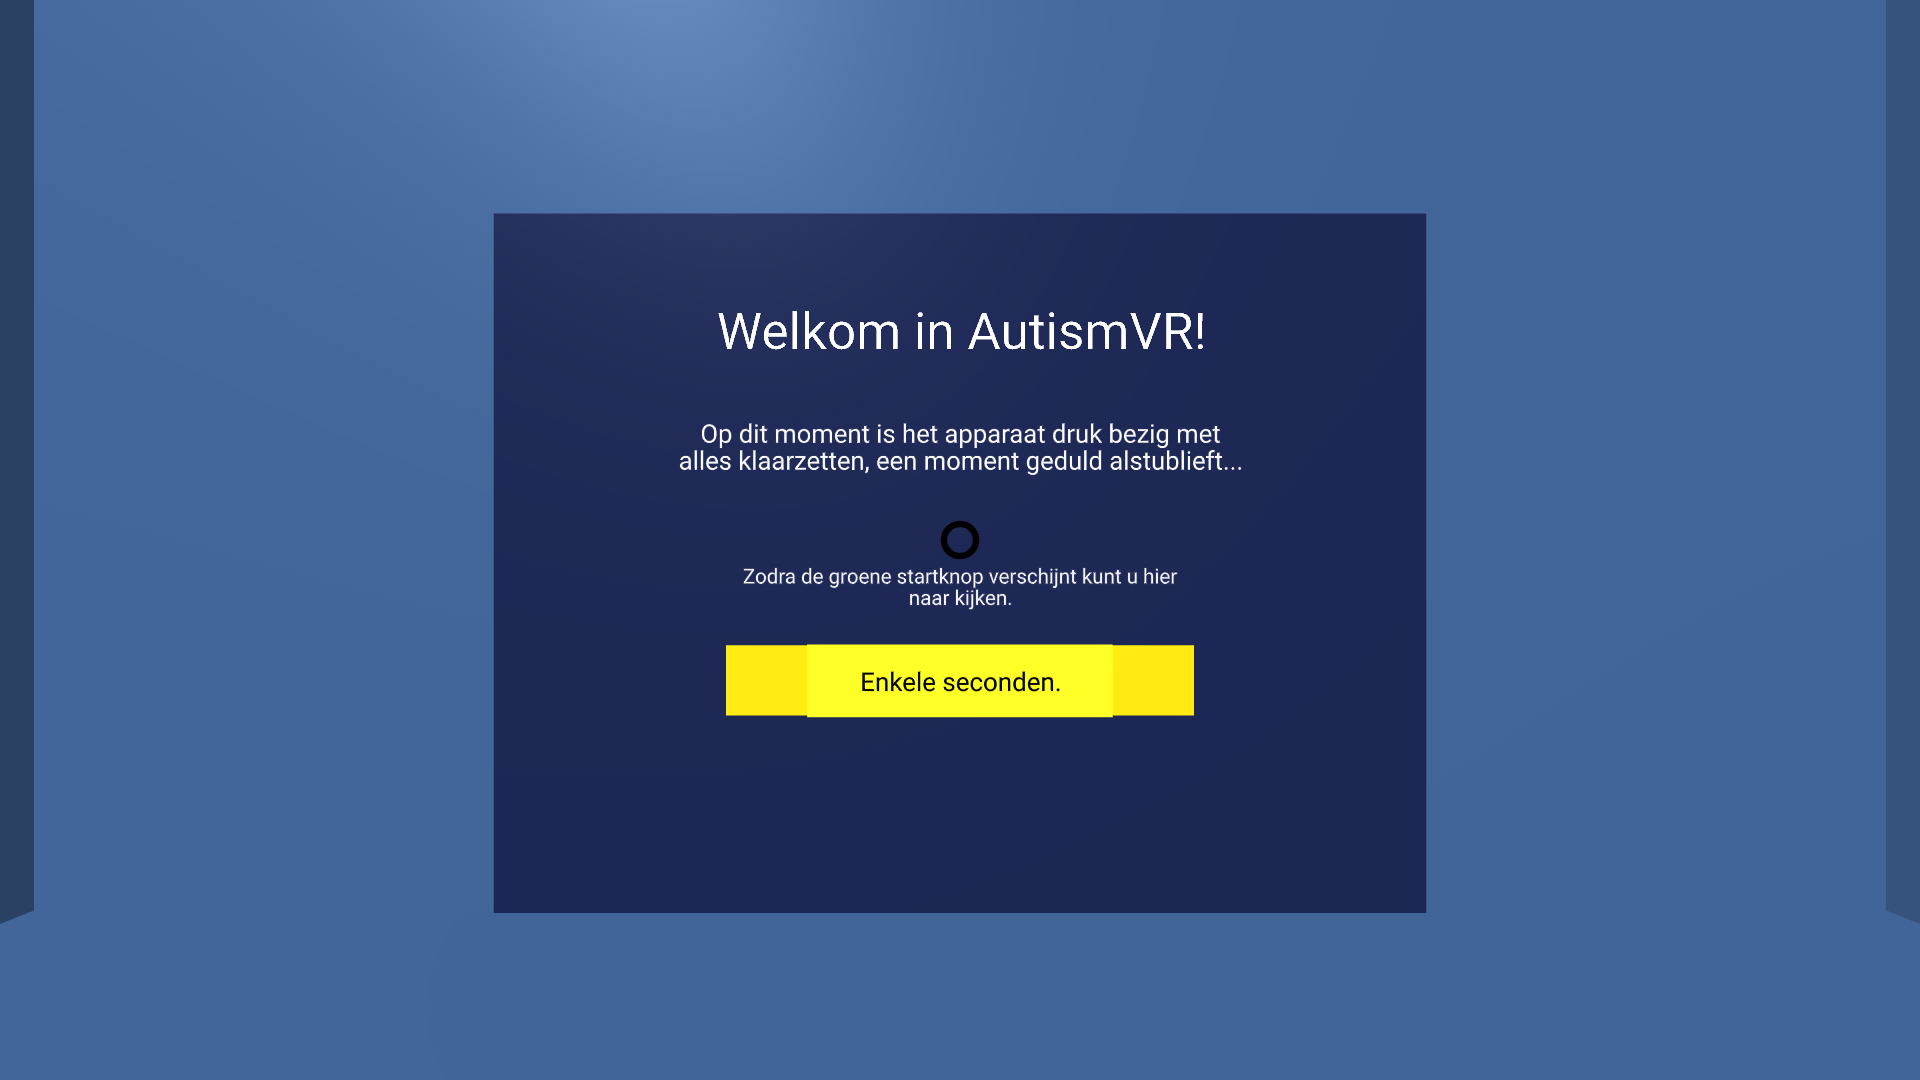 Welkom in AutismVR!
Op dit moment is het apparaat druk bezig met
alles klaarzetten, een moment geduld alstublieft...
Zodra de groene startknop verschijnt kunt u hier
naar kijken.
Enkele seconden.